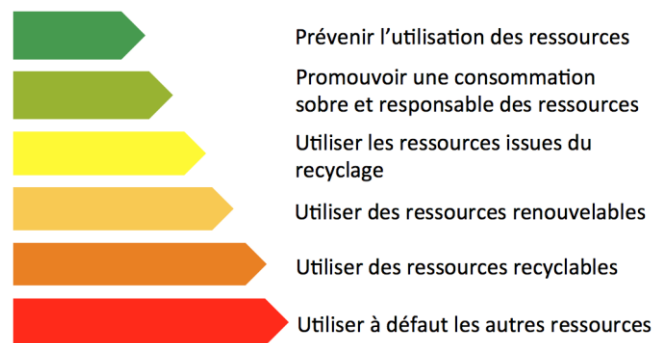 Prévenir l’utilisation des ressources
Promouvoir une consommation
sobre et responsable des ressources
Utiliser les ressources issues du
recyclage
Utiliser des ressources renouvelables
Utiliser des ressources recyclables
Utiliser à défaut les autres ressources